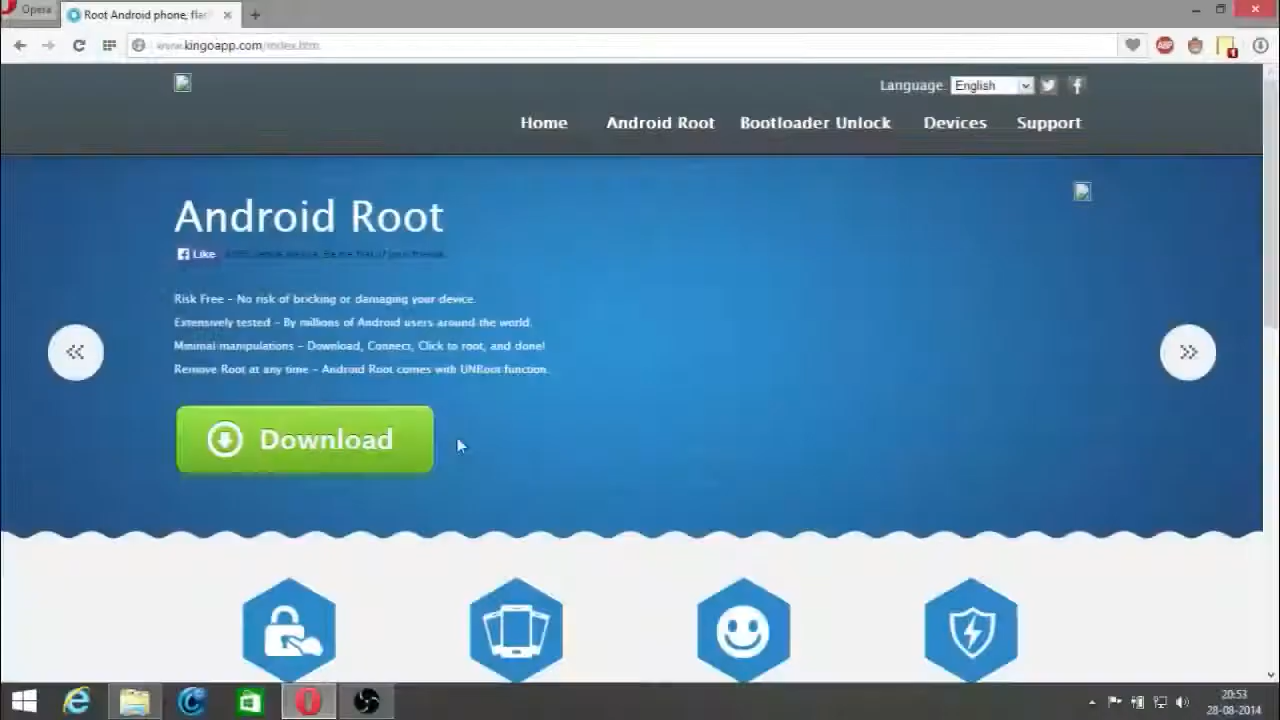 Opera
Root Android phone, flas
www.kingoapp.com/index.htm
ABP
1
Language: English
Home Android Root Bootloader Unlock Devices Support
Android Root
Like
Risk Free - No risk of bricking or damaging your device.
Extensively tested - By millions of Android users around the world.
Minimal manipulations - Download, Connect, Click to root, and done!
Remove Root at any time - Android Root comes with UNRoot function.
Download
20:53
28-08-2014